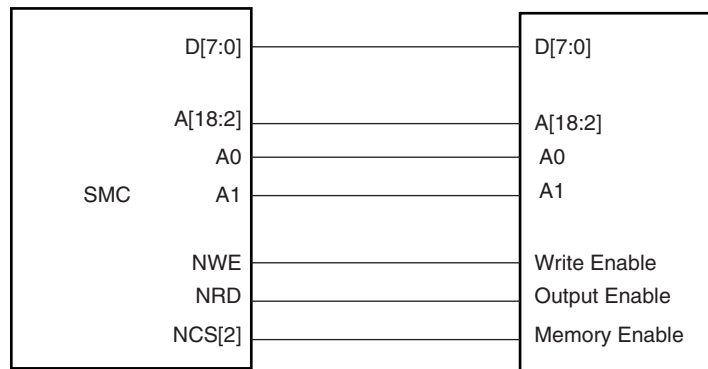 D[7:0] D[7:0]
A[18:2] A[18:2]
A0 A0
SMC A1 A1
NWE Write Enable
NRD Output Enable
NCS[2] Memory Enable